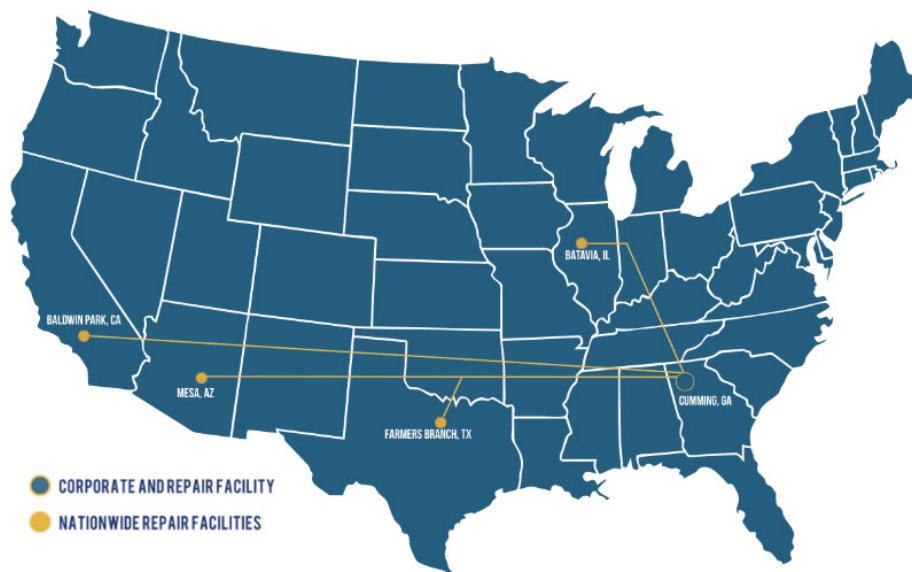 BATAVIA, IL
BALDWIN PARK, CA
MESA, AZ
CUMMING, GA
FARMERS BRANCH, TX
CORPORATE AND REPAIR FACILITY
NATIONWIDE REPAIR FACILITIES